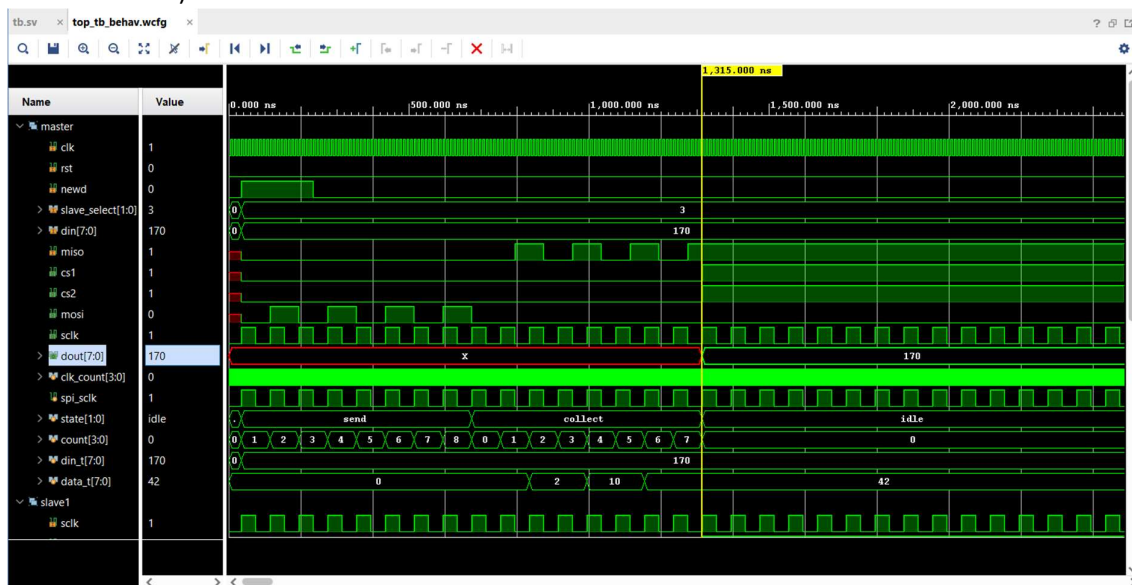 tb.sv × top_tb_behav.wcfg ×
1,315.000 ns
Name Value 0.000 ns 500.000 ns 1,000.000 ns 1,500.000 ns 2,000.000 ns
master
clk 1
rst 0
newd 0
slave_select[1:0] 3 0 3
din[7:0] 170 0 170
miso 1
cs1 1
cs2 1
mosi 0
sclk 1
dout[7:0] 170 X 170
clk_count[3:0] 0
spi_sclk 1
state[1:0] idle . send collect idle
count[3:0] 0 0 1 2 3 4 5 6 7 8 0 1 2 3 4 5 6 7 0
din_t[7:0] 170 0 170
data_t[7:0] 42 0 2 10 42
slave1
sclk 1